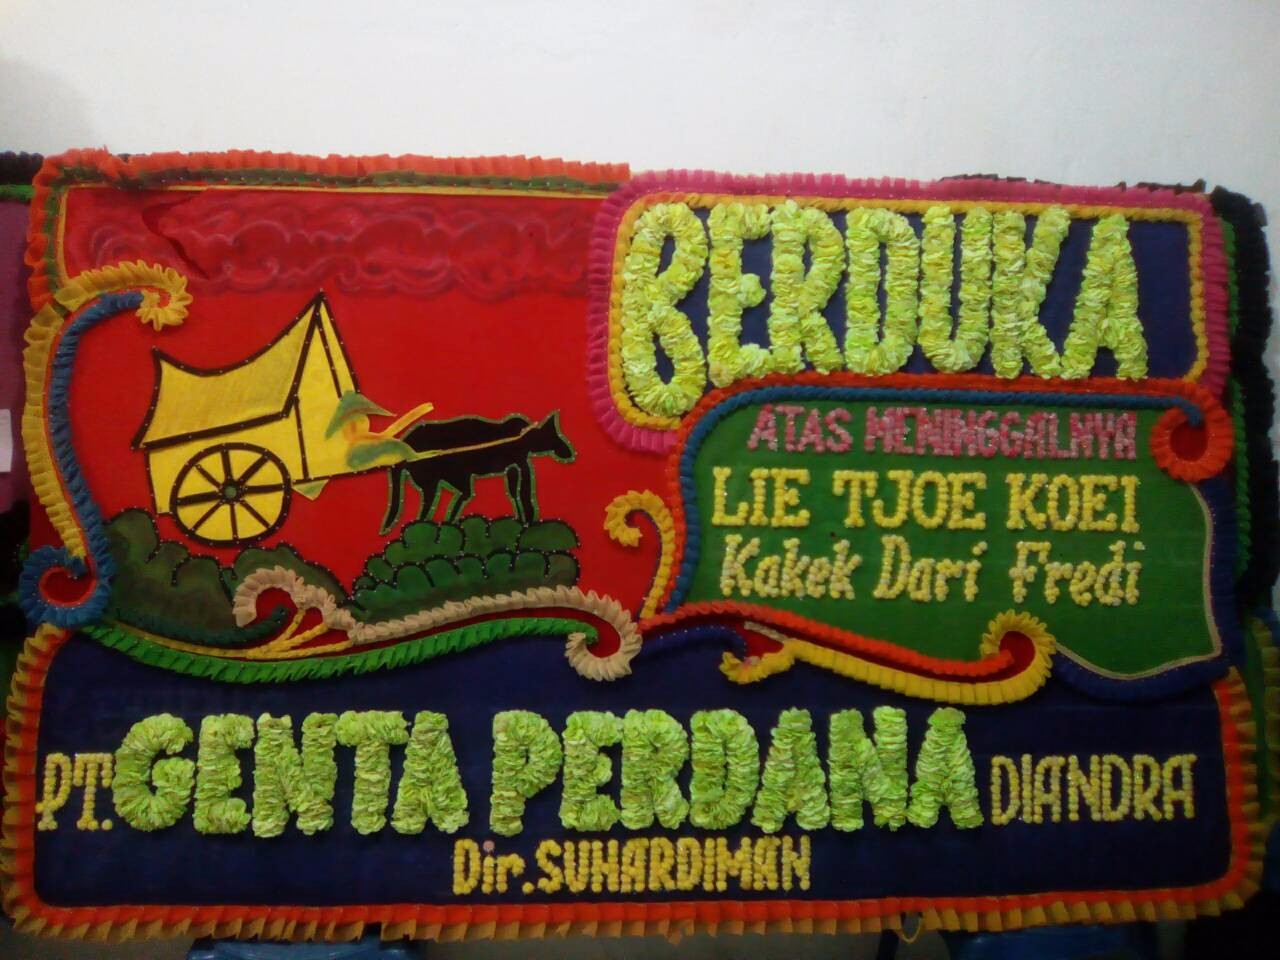 BERDUKA
ATAS MENINGGALNYA
LIE TJOE KOEI
Kakek Dari Fredi
PT. GENTA PERDANA DIANDRA
Dir. SUHARDIMAN